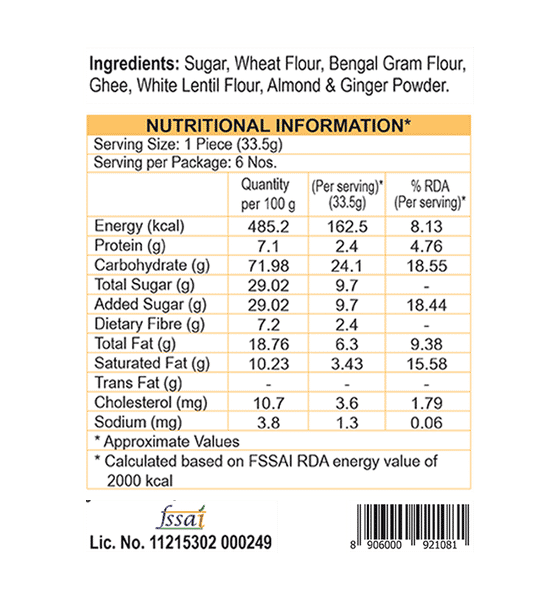 Ingredients: Sugar, Wheat Flour, Bengal Gram Flour,
Ghee, White Lentil Flour, Almond & Ginger Powder.
NUTRITIONAL INFORMATION*
Serving Size: 1 Piece (33.5g)
Serving per Package: 6 Nos.
Quantity per 100 g (Per serving)* (33.5g) % RDA (Per serving)*
Energy (kcal) 485.2 162.5 8.13
Protein (g) 7.1 2.4 4.76
Carbohydrate (g) 71.98 24.1 18.55
Total Sugar (g) 29.02 9.7 -
Added Sugar (g) 29.02 9.7 18.44
Dietary Fibre (g) 7.2 2.4 -
Total Fat (g) 18.76 6.3 9.38
Saturated Fat (g) 10.23 3.43 15.58
Trans Fat (g) - - -
Cholesterol (mg) 10.7 3.6 1.79
Sodium (mg) 3.8 1.3 0.06
* Approximate Values
* Calculated based on FSSAI RDA energy value of
2000 kcal
fssai
Lic. No. 11215302 000249
8 906000 921081